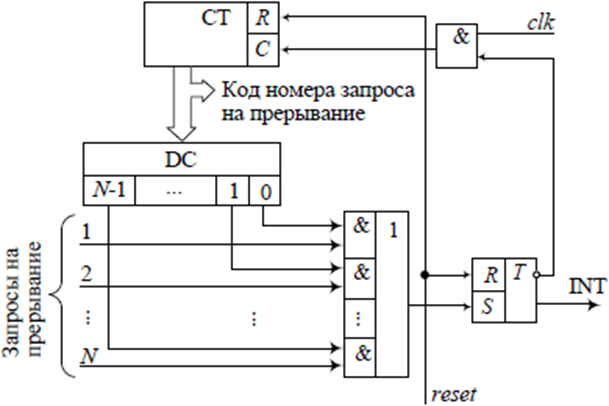 CT R
C
& clk
Код номера запроса
на прерывание
DC
N-1 ... 1 0
Запросы на
прерывание
1
2
⋮
N
⋮
& 1
&
⋮
&
R T
S
INT
reset